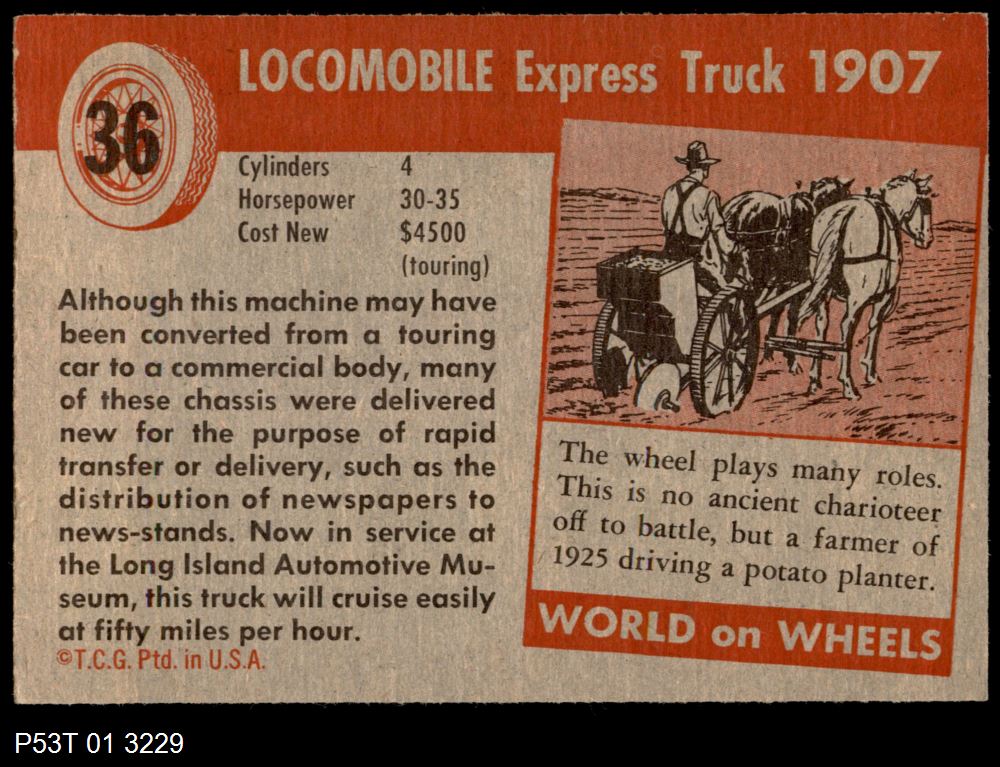 36
LOCOMOBILE Express Truck 1907
Cylinders 4
Horsepower 30-35
Cost New $4500
(touring)
Although this machine may have
been converted from a touring
car to a commercial body, many
of these chassis were delivered
new for the purpose of rapid
transfer or delivery, such as the
distribution of newspapers to
news-stands. Now in service at
the Long Island Automotive Mu-
seum, this truck will cruise easily
at fifty miles per hour.
©T.C.G. Ptd. in U.S.A.
The wheel plays many roles.
This is no ancient charioteer
off to battle, but a farmer of
1925 driving a potato planter.
WORLD on WHEELS
P53T 01 3229